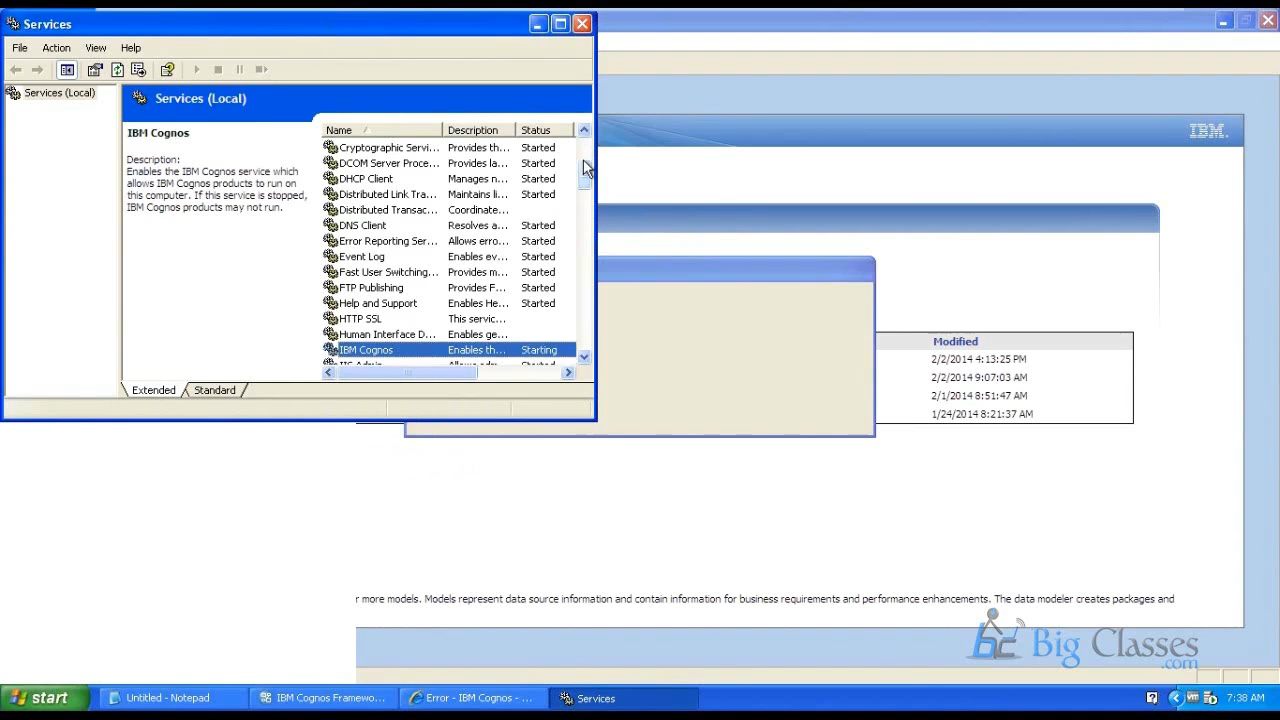 Services
File Action View Help
Services (Local)
Services (Local)
IBM Cognos
Description:
Enables the IBM Cognos service which
allows IBM Cognos products to run on
this computer. If this service is stopped,
IBM Cognos products may not run.
Name Description Status
Cryptographic Servi... Provides th... Started
DCOM Server Proce... Provides la... Started
DHCP Client Manages n... Started
Distributed Link Tra... Maintains li... Started
Distributed Transac... Coordinate...
DNS Client Resolves a... Started
Error Reporting Ser... Allows erro... Started
Event Log Enables ev... Started
Fast User Switching... Provides m... Started
FTP Publishing Provides F... Started
Help and Support Enables He... Started
HTTP SSL This servic...
Human Interface D... Enables ge...
IBM Cognos Enables th... Starting
Extended Standard
IBM.
Modified
2/2/2014 4:13:25 PM
2/2/2014 9:07:03 AM
2/1/2014 8:51:47 AM
1/24/2014 8:21:37 AM
r more models. Models represent data source information and contain information for business requirements and performance enhancements. The data modeler creates packages and
Big Classes
.com
start Untitled - Notepad IBM Cognos Framewo... Error - IBM Cognos - ... Services 7:38 AM